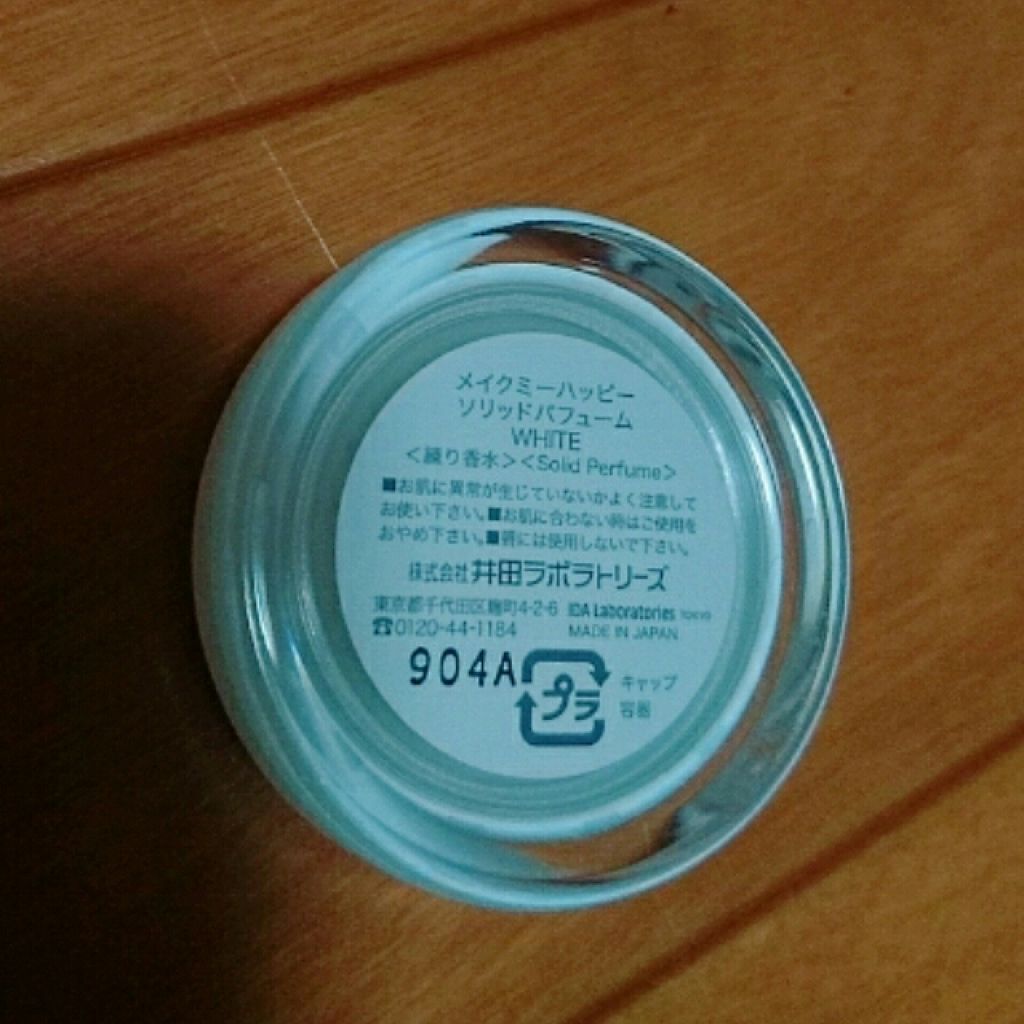 メイクミーハッピー
ソリッドパフューム
WHITE
＜練り香水＞＜Solid Perfume＞
■お肌に異常が生じていないかよく注意して
お使い下さい。■お肌に合わない時はご使用を
おやめ下さい。■唇には使用しないで下さい。
株式会社 井田ラボラトリーズ
東京都千代田区麹町4-2-6 IDA Laboratories TOKYO
☎0120-44-1184 MADE IN JAPAN
904A プラ キャップ
容器